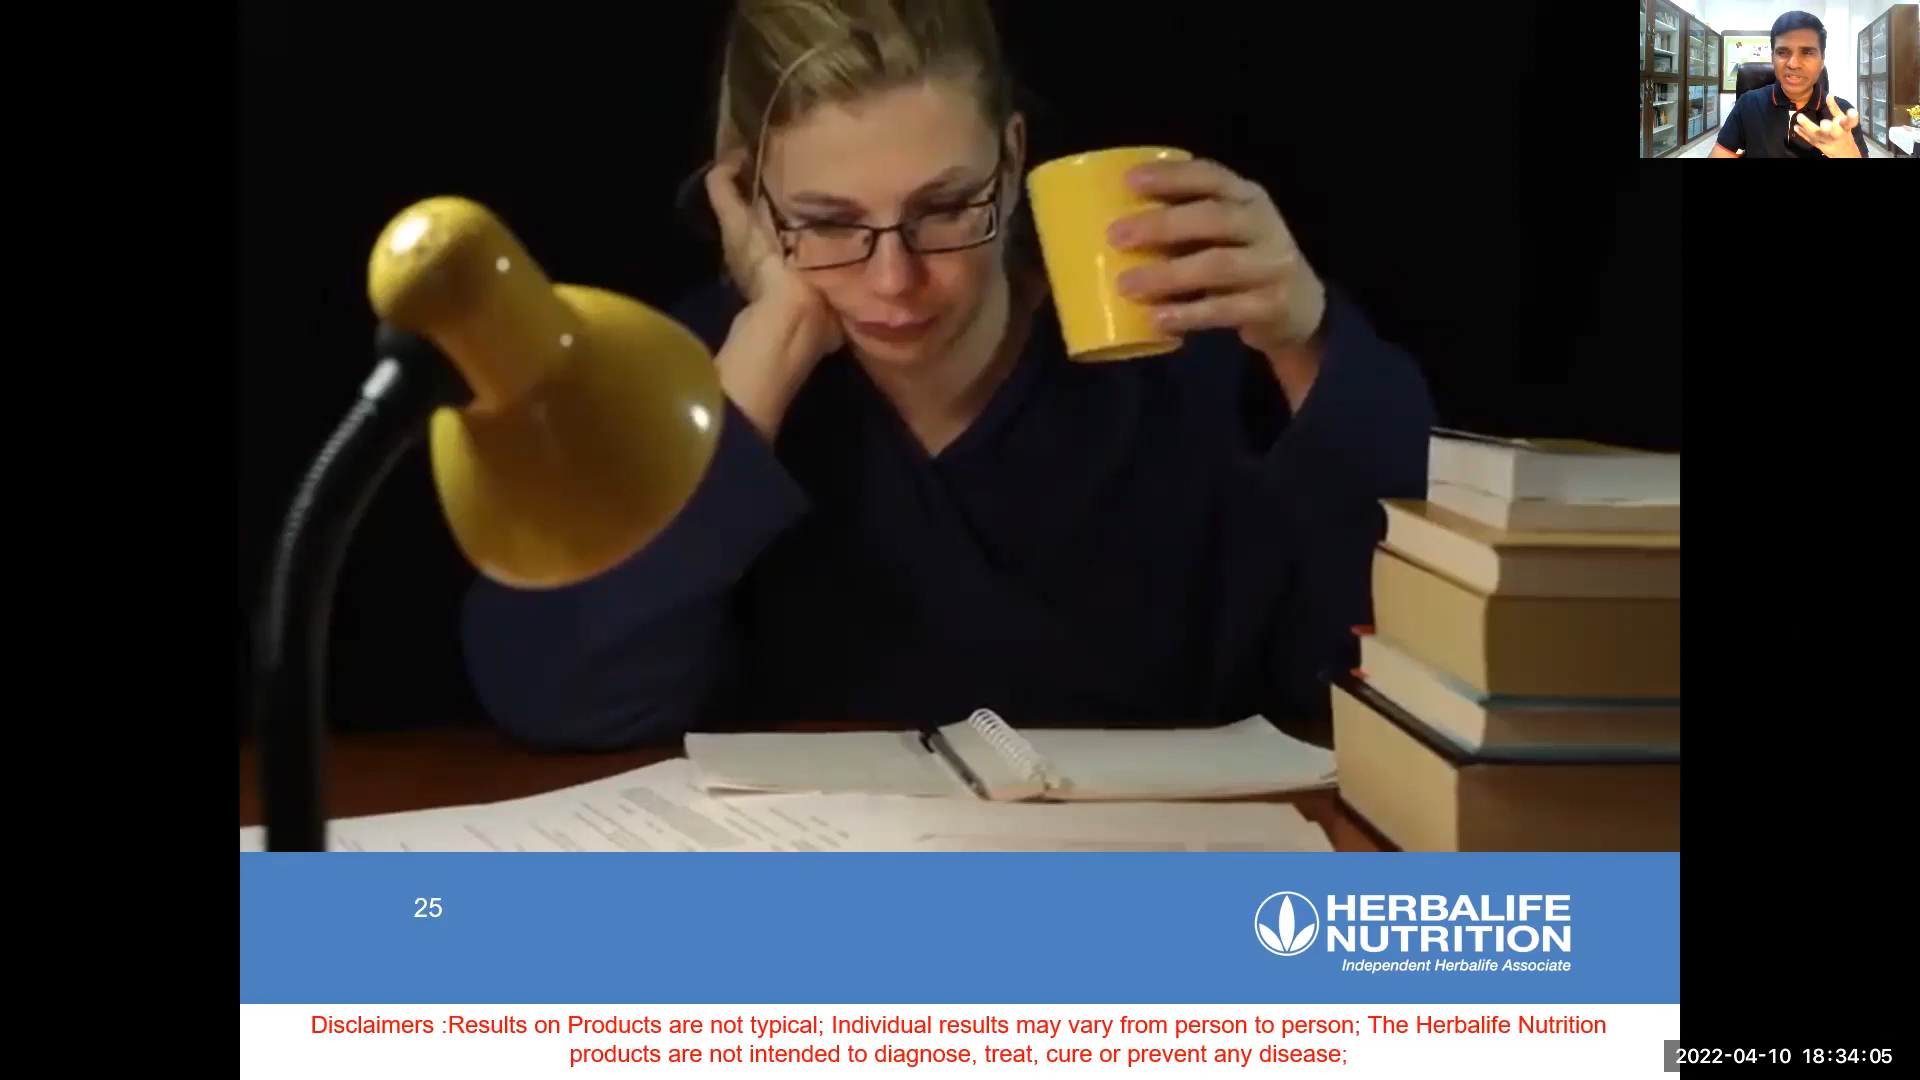 25
HERBALIFE
NUTRITION
Independent Herbalife Associate
Disclaimers :Results on Products are not typical; Individual results may vary from person to person; The Herbalife Nutrition
products are not intended to diagnose, treat, cure or prevent any disease;
2022-04-10 18:34:05